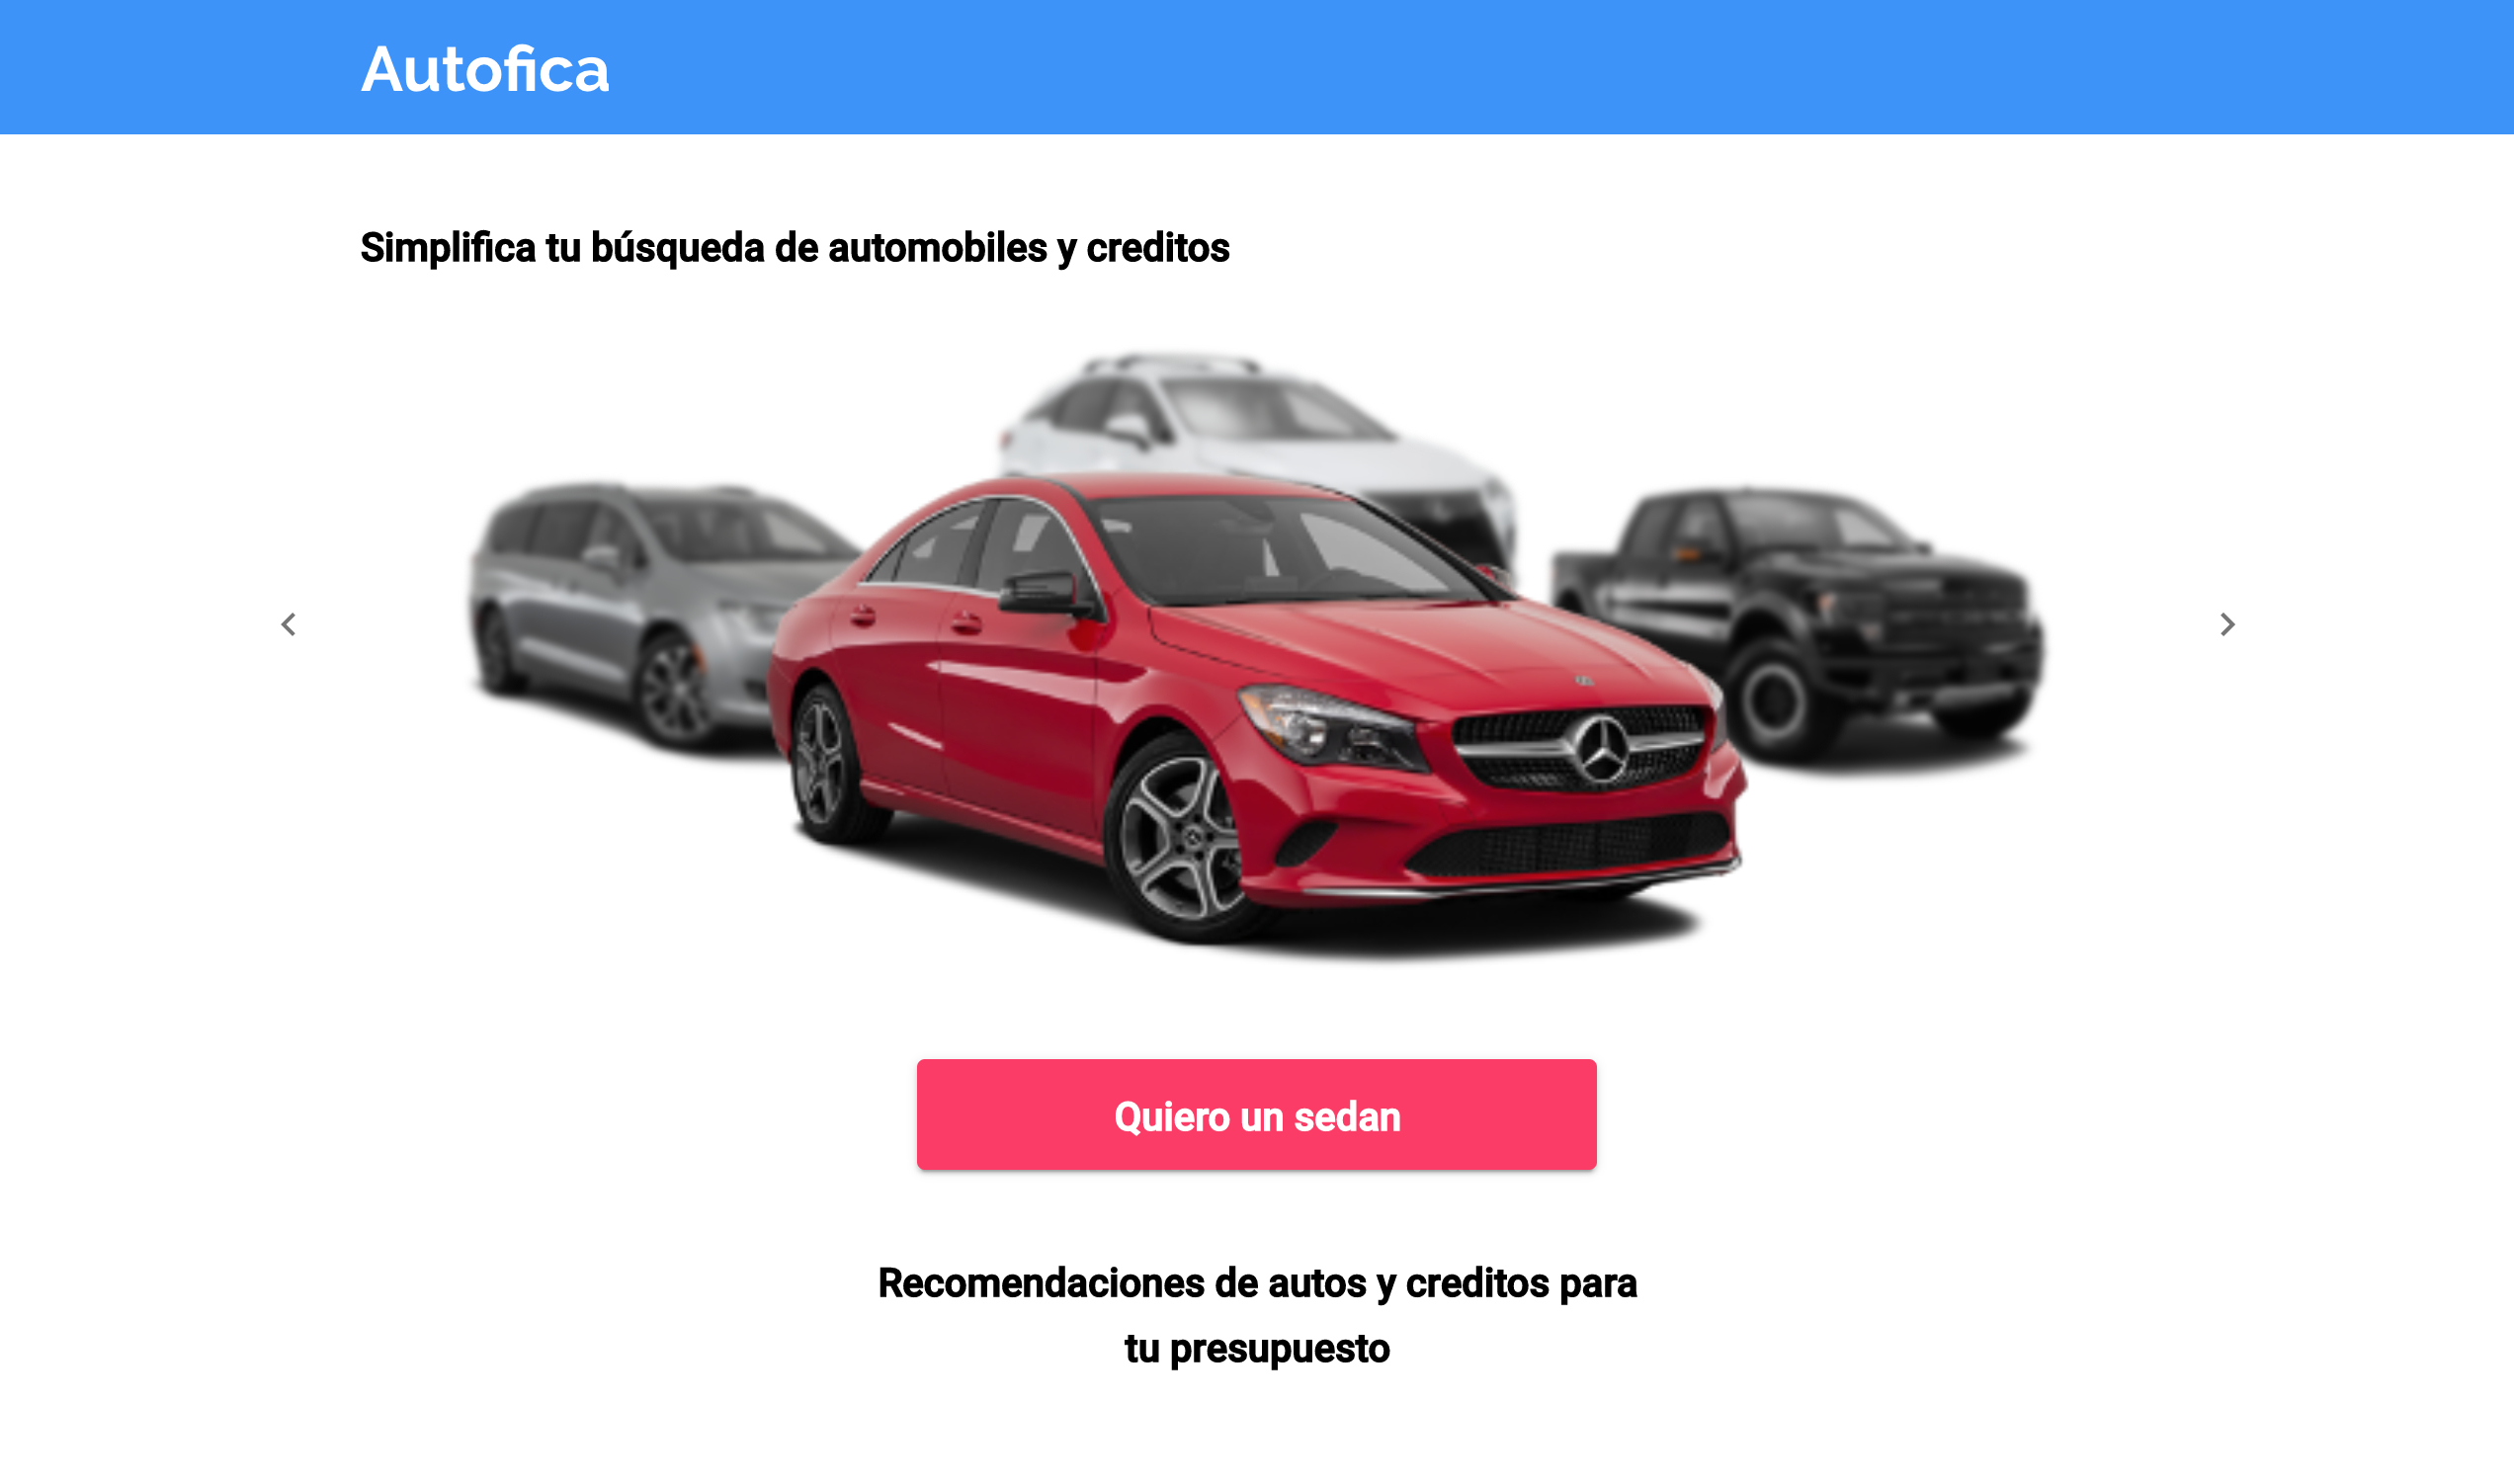 Autofica
Simplifica tu búsqueda de automobiles y creditos
Quiero un sedan
Recomendaciones de autos y creditos para
tu presupuesto